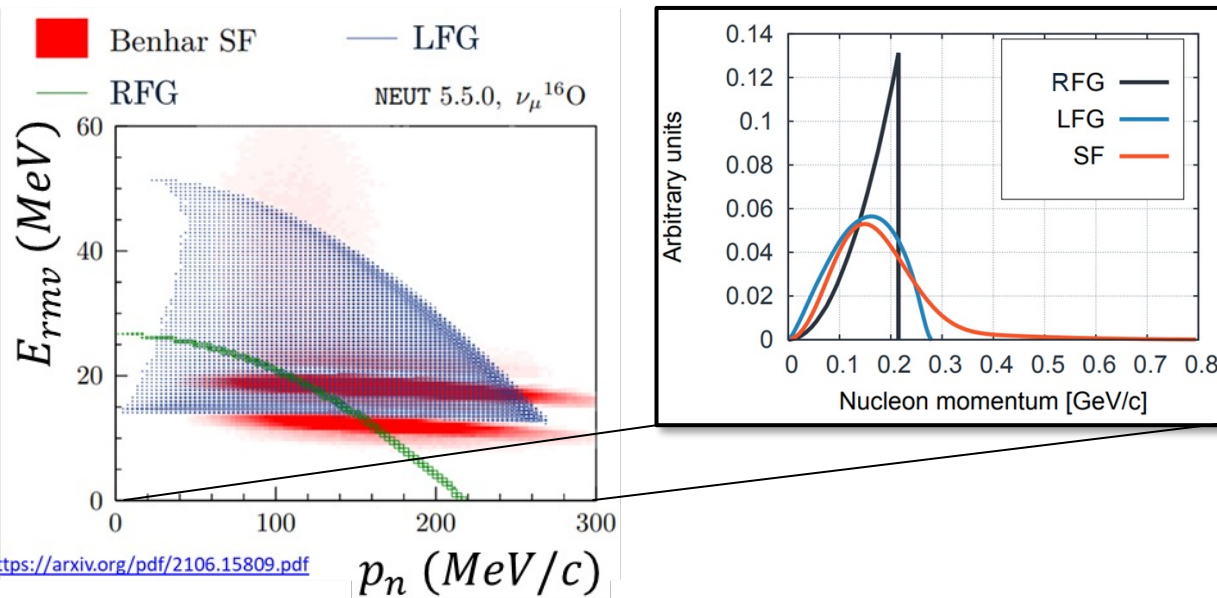 Benhar SF
LFG
RFG
NEUT 5.5.0, νμ¹⁶O
60
40
20
0
E_rmv (MeV)
0
100
200
300
p_n (MeV/c)
ttps://arxiv.org/pdf/2106.15809.pdf
0.14
0.12
0.1
0.08
0.06
0.04
0.02
0
Arbitrary units
RFG
LFG
SF
0
0.1
0.2
0.3
0.4
0.5
0.6
0.7
0.8
Nucleon momentum [GeV/c]